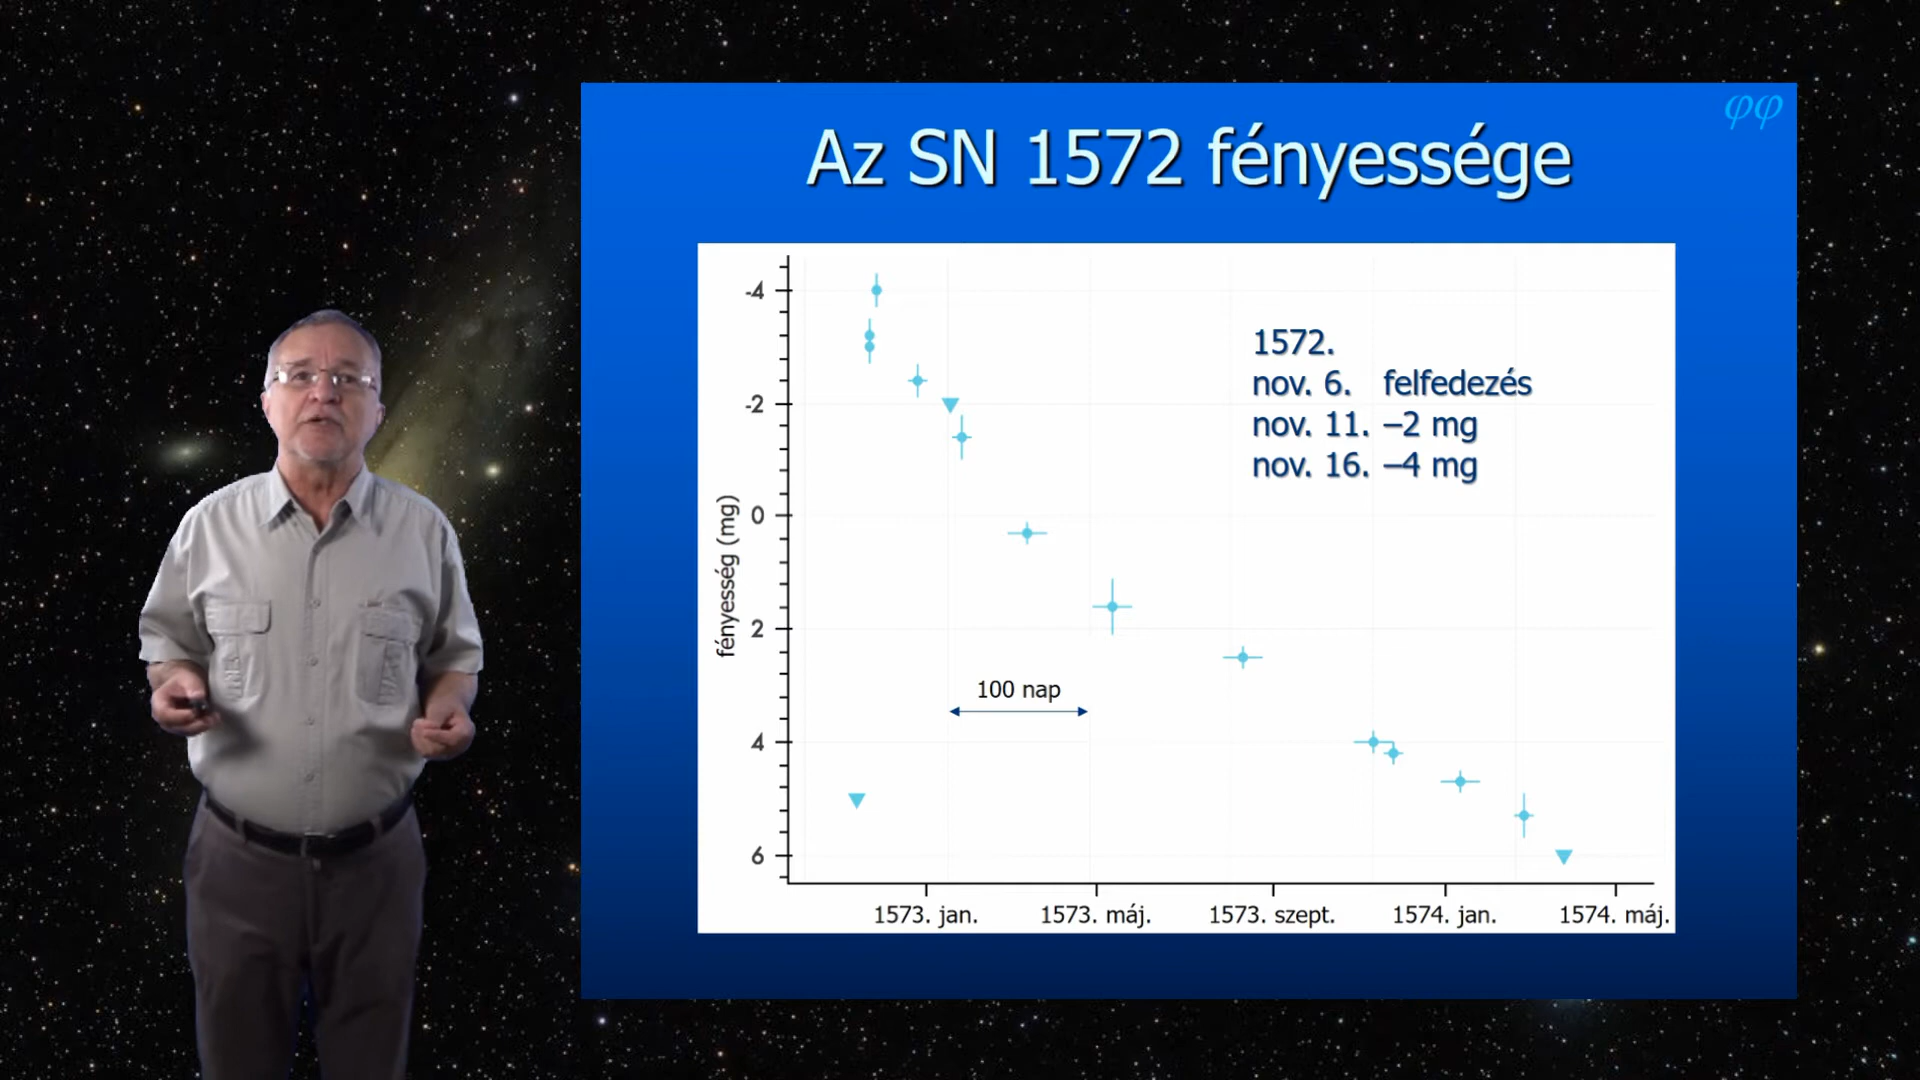 φφ
Az SN 1572 fényessége
1572.
nov. 6. felfedezés
nov. 11. –2 mg
nov. 16. –4 mg
-4
-2
0
2
4
6
fényesség (mg)
100 nap
1573. jan.
1573. máj.
1573. szept.
1574. jan.
1574. máj.